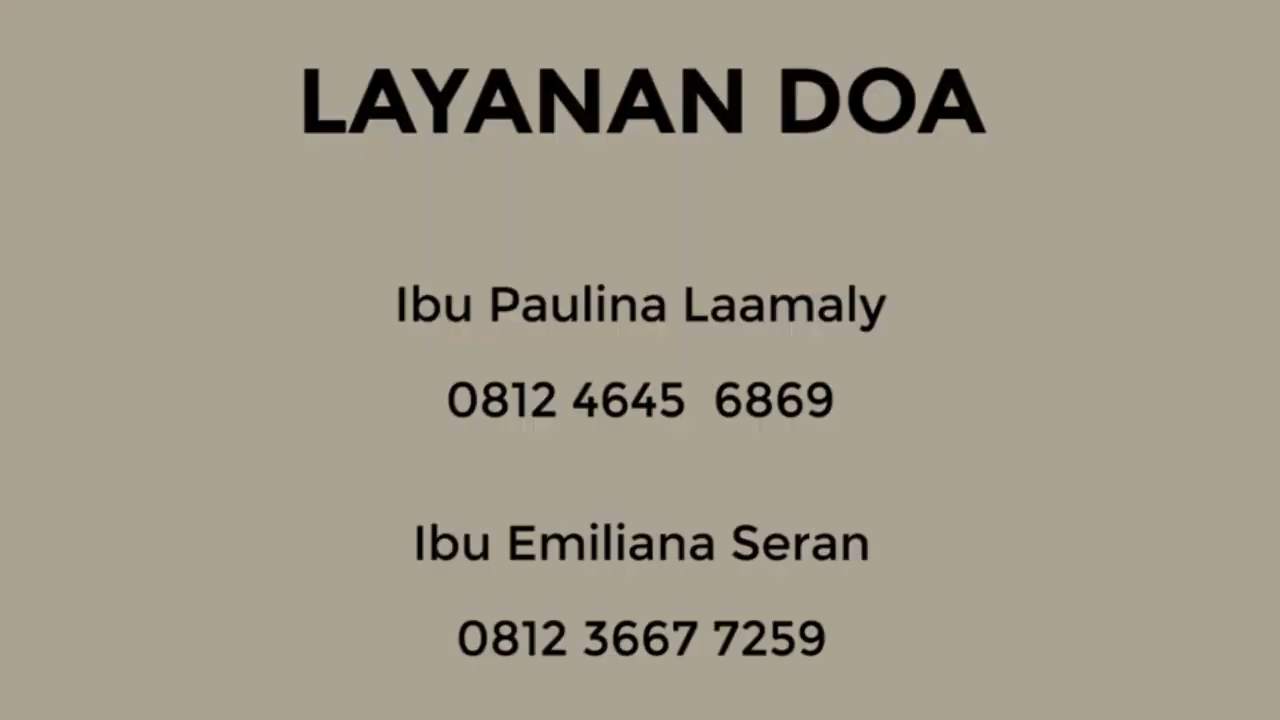 LAYANAN DOA
Ibu Paulina Laamaly
0812 4645  6869
Ibu Emiliana Seran
0812 3667 7259